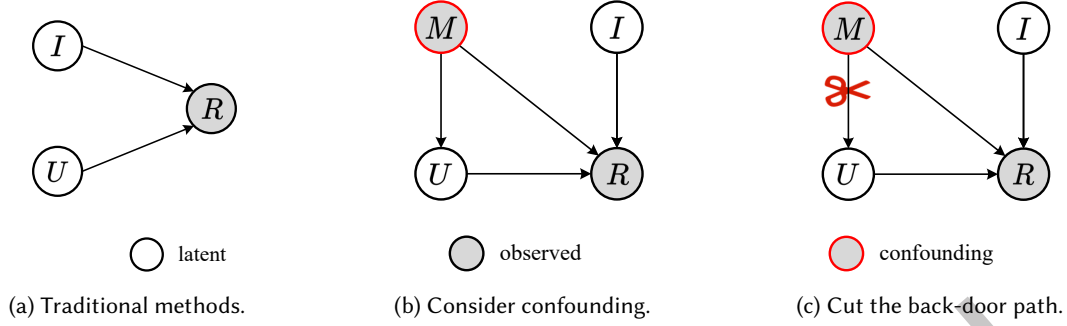 I
R
U
M
I
U
R
M
I
U
R
latent
observed
confounding
(a) Traditional methods.
(b) Consider confounding.
(c) Cut the back-door path.